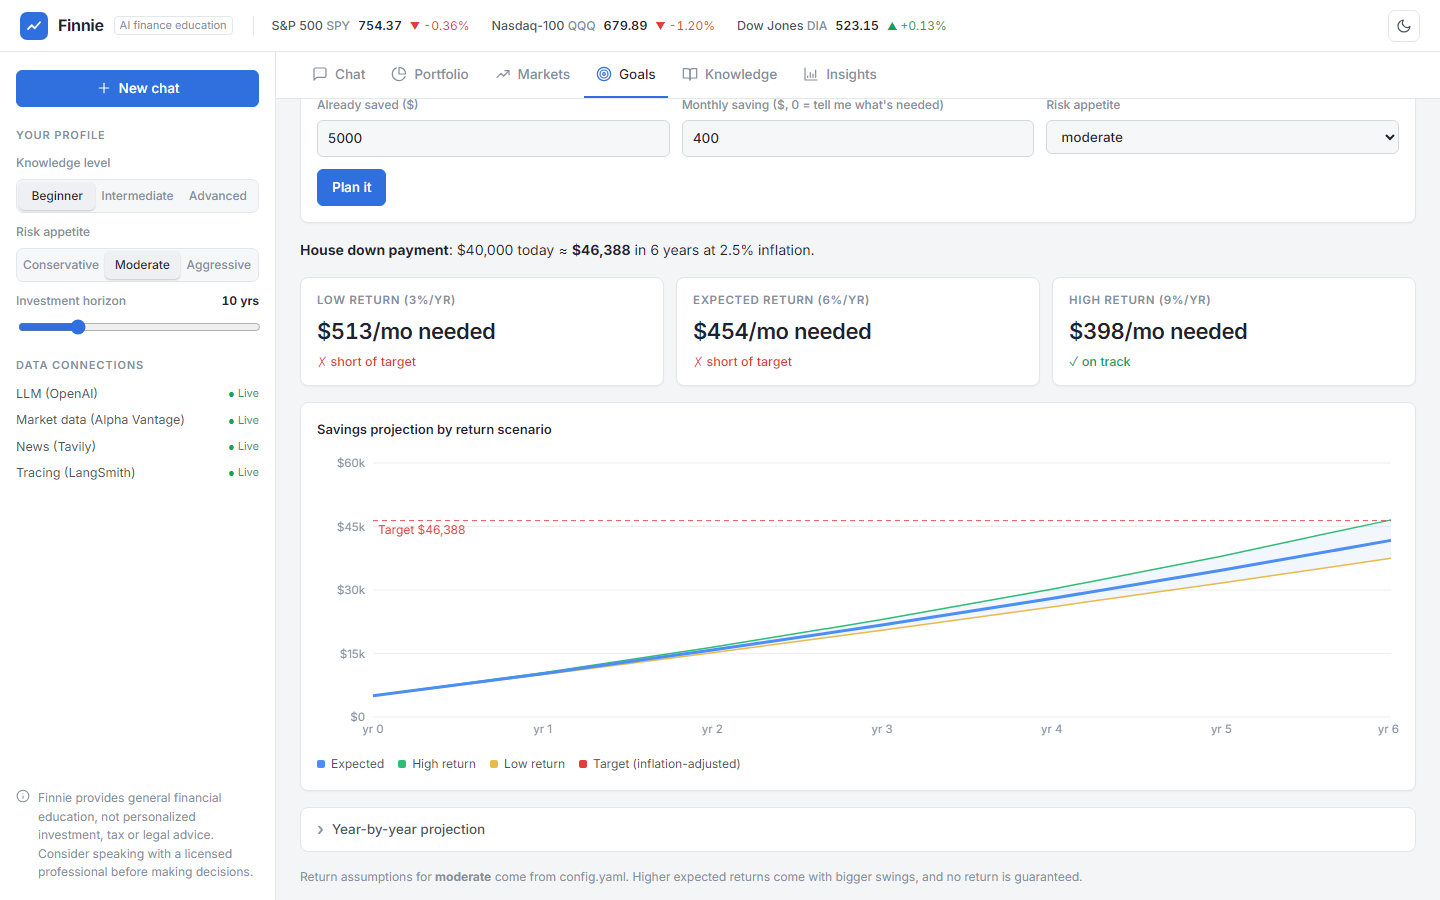 Finnie
AI finance education
S&P 500 SPY 754.37 ▼ -0.36%
Nasdaq-100 QQQ 679.89 ▼ -1.20%
Dow Jones DIA 523.15 ▲ +0.13%
+ New chat
YOUR PROFILE
Knowledge level
Beginner Intermediate Advanced
Risk appetite
Conservative Moderate Aggressive
Investment horizon 10 yrs
DATA CONNECTIONS
LLM (OpenAI) ● Live
Market data (Alpha Vantage) ● Live
News (Tavily) ● Live
Tracing (LangSmith) ● Live
Finnie provides general financial
education, not personalized
investment, tax or legal advice.
Consider speaking with a licensed
professional before making decisions.
Chat Portfolio Markets Goals Knowledge Insights
Already saved ($) Monthly saving ($, 0 = tell me what's needed) Risk appetite
5000 400 moderate
Plan it
House down payment: $40,000 today ≈ $46,388 in 6 years at 2.5% inflation.
LOW RETURN (3%/YR)
$513/mo needed
✗ short of target
EXPECTED RETURN (6%/YR)
$454/mo needed
✗ short of target
HIGH RETURN (9%/YR)
$398/mo needed
✓ on track
Savings projection by return scenario
$60k
$45k
Target $46,388
$30k
$15k
$0
yr 0 yr 1 yr 2 yr 3 yr 4 yr 5 yr 6
Expected High return Low return Target (inflation-adjusted)
› Year-by-year projection
Return assumptions for moderate come from config.yaml. Higher expected returns come with bigger swings, and no return is guaranteed.